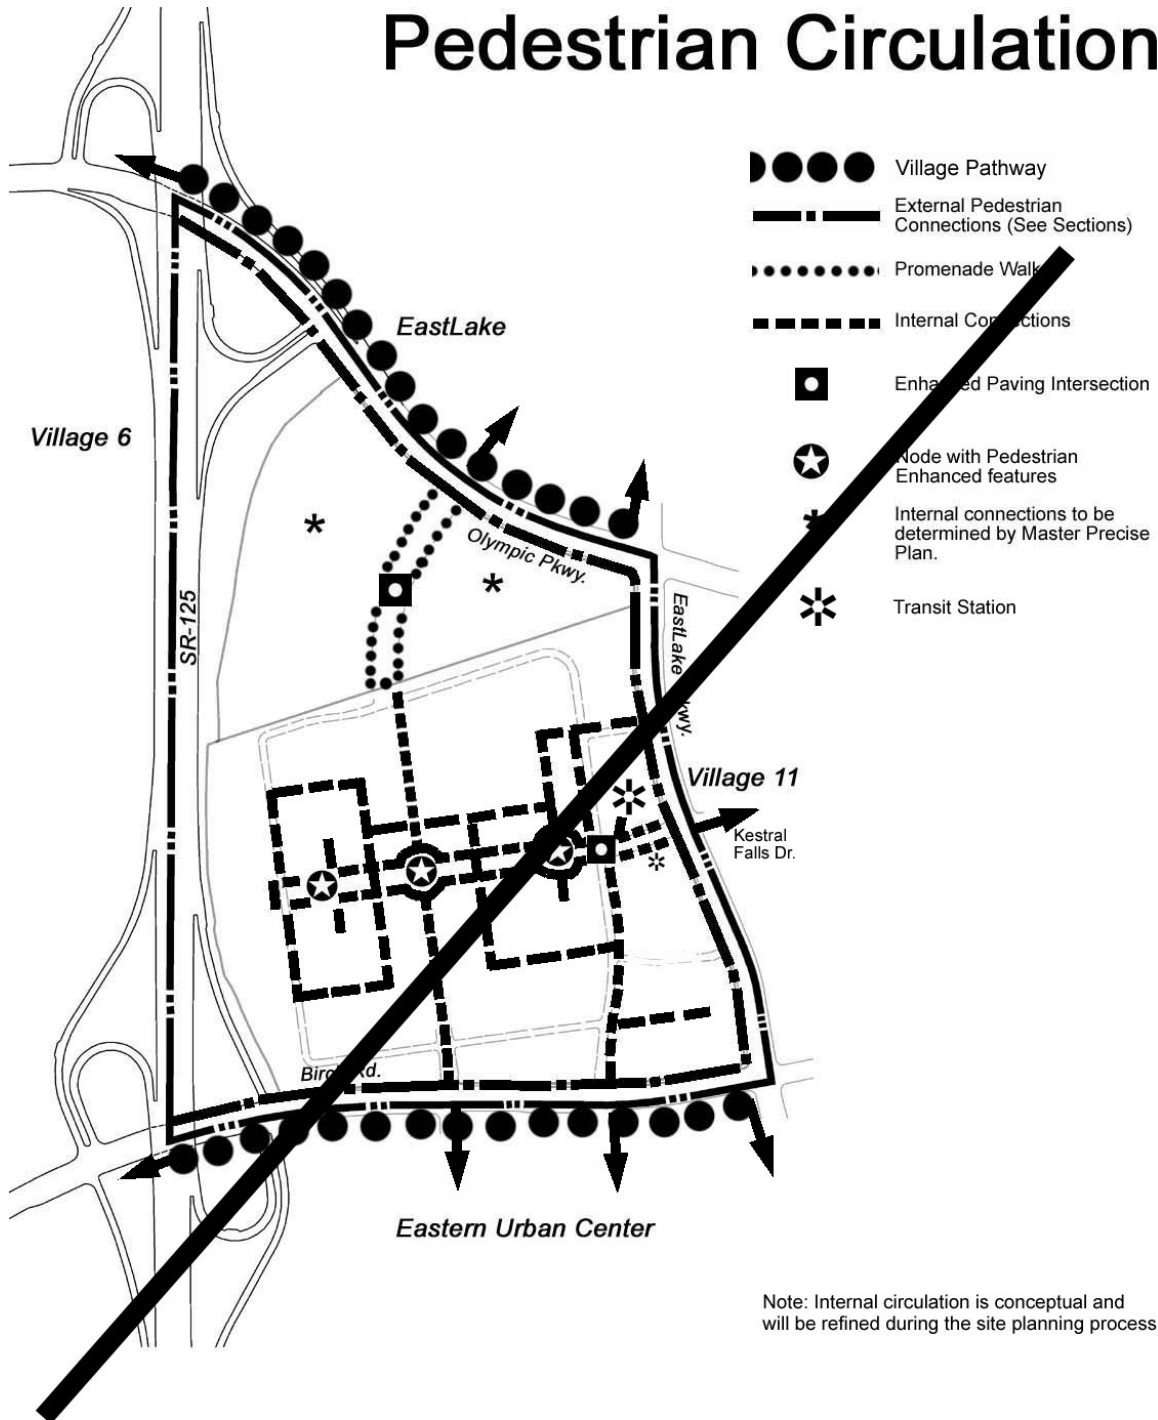 Pedestrian Circulation
Village Pathway
External Pedestrian
Connections (See Sections)
Promenade Walk
Internal Connections
EastLake
Enhanced Paving Intersection
Village 6
Node with Pedestrian
Enhanced features
Internal connections to be
determined by Master Precise
Plan.
Olympic Pkwy.
SR-125
EastLake Pkwy.
Transit Station
Village 11
Kestral
Falls Dr.
Birch Rd.
Eastern Urban Center
Note: Internal circulation is conceptual and
will be refined during the site planning process